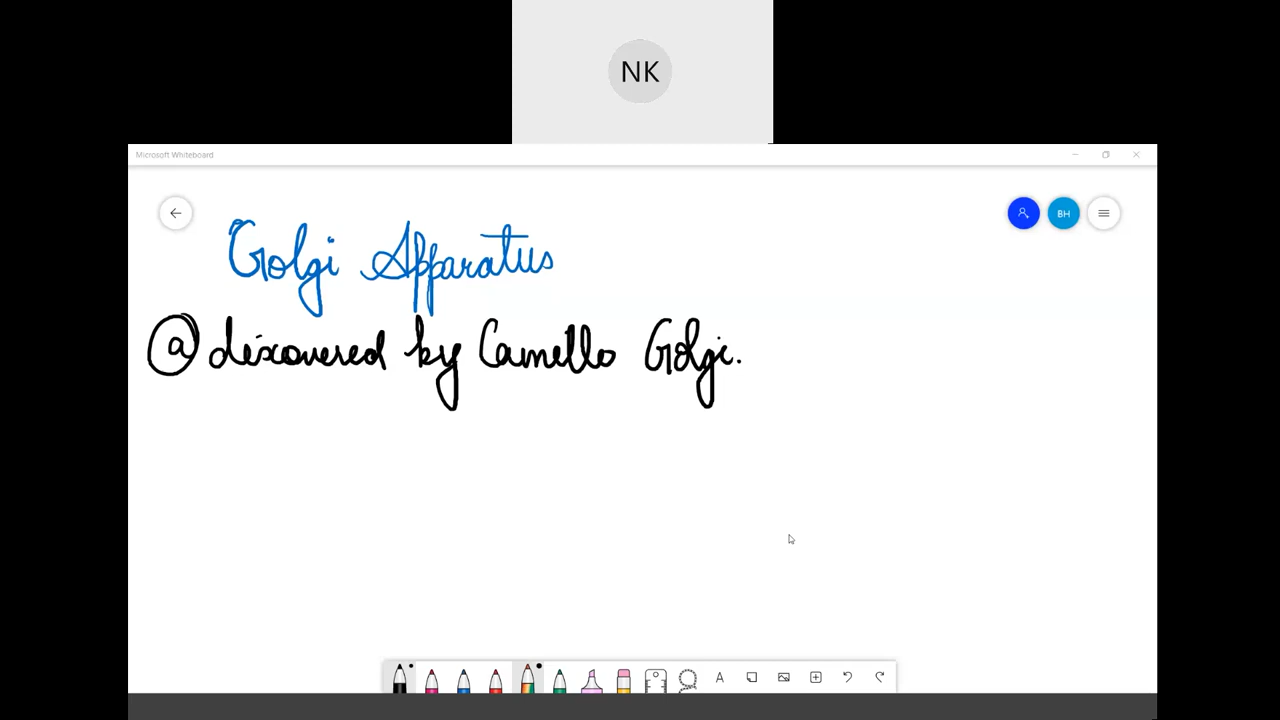 NK
Microsoft Whiteboard
BH
Golgi Apparatus
ⓐ discovered by Camello Golgi.
A